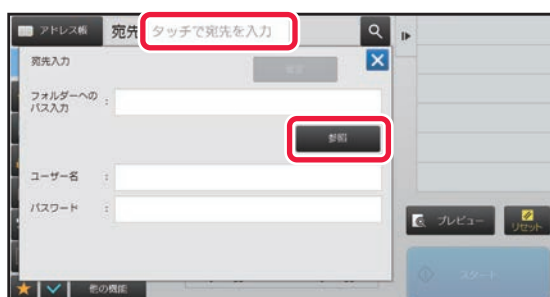 アドレス帳
宛先
タッチで宛先を入力
宛先入力
フォルダーへの
パス入力
:
参照
ユーザー名 :
パスワード :
プレビュー
リセット
スタート
他の機能